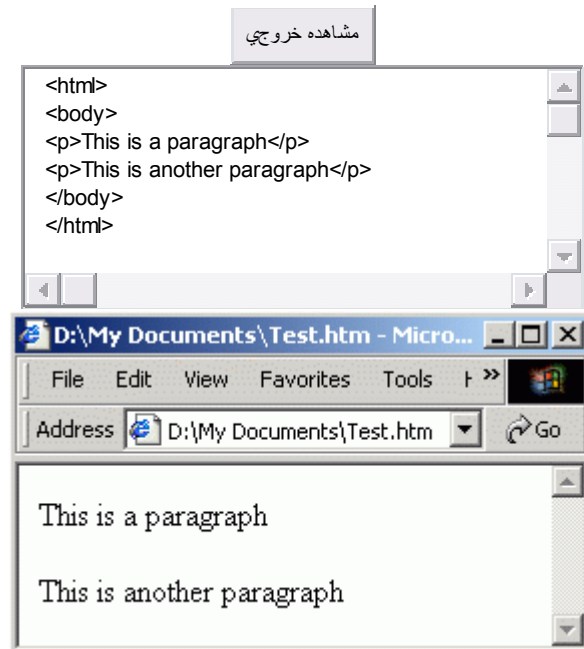 مشاهده خروجي
<html>
<body>
<p>This is a paragraph</p>
<p>This is another paragraph</p>
</body>
</html>
D:\My Documents\Test.htm - Micro...
File Edit View Favorites Tools »
Address D:\My Documents\Test.htm Go
This is a paragraph
This is another paragraph